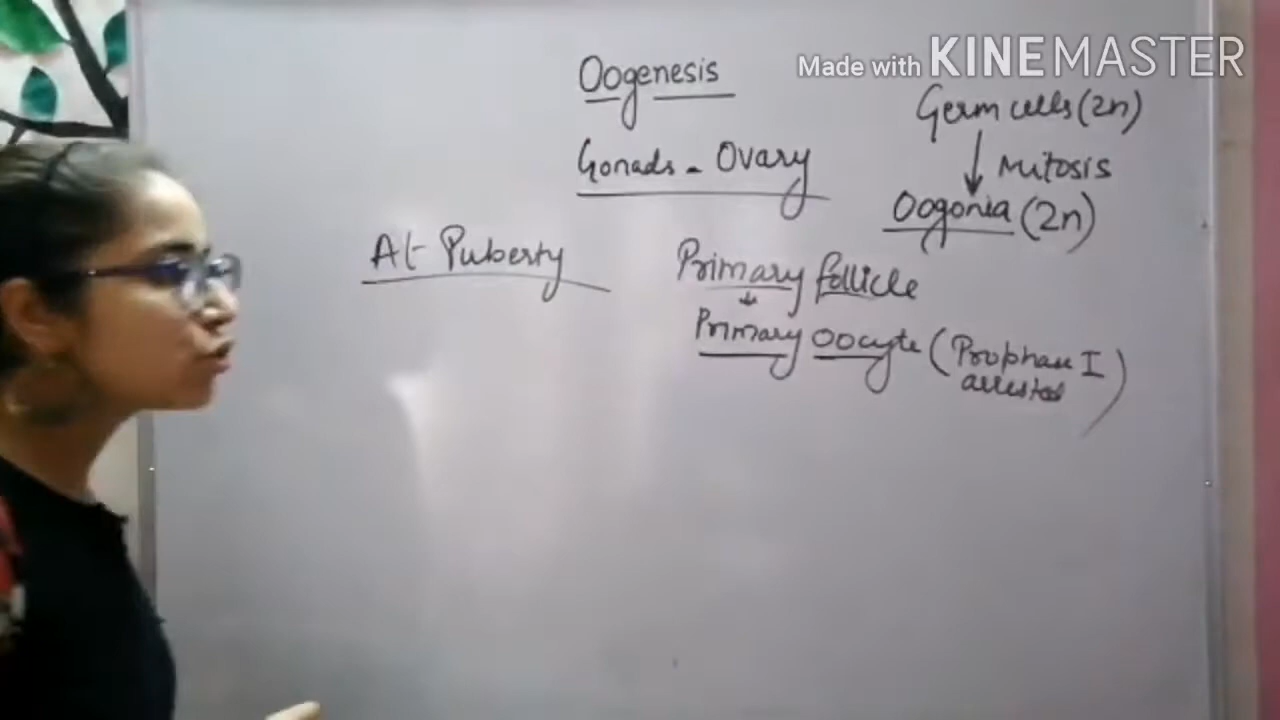 Oogenesis
Made with KINEMASTER
Gonads - Ovary
Germ cells (2n)
Mitosis
Oogonia (2n)
At Puberty
Primary follicle
Primary Oocyte (Prophase I
arrested)